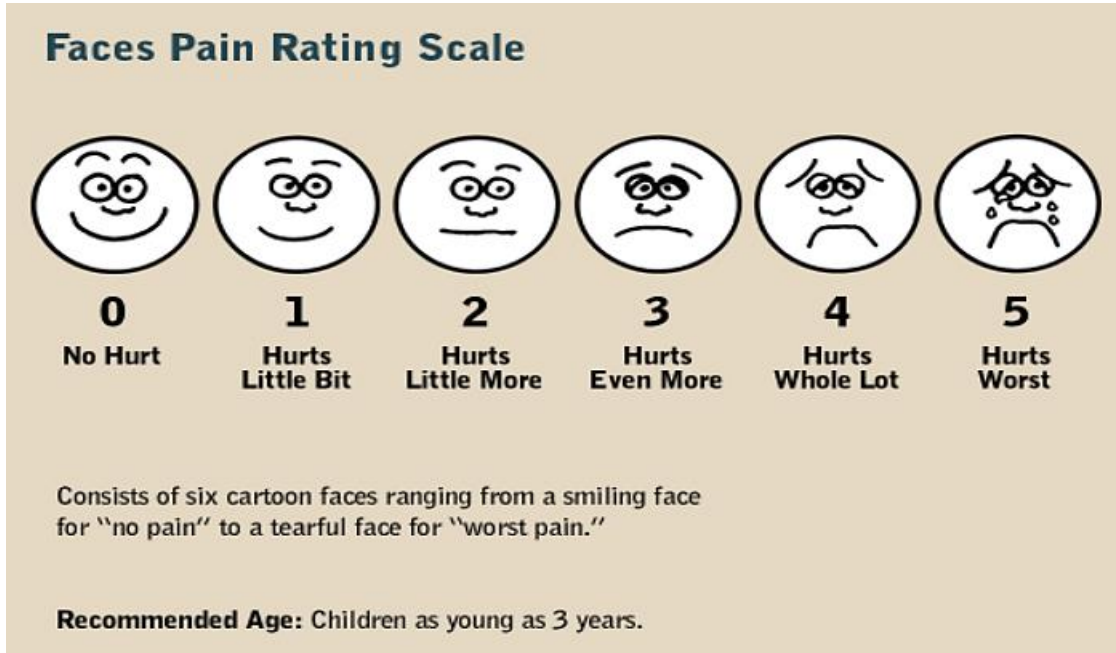 Faces Pain Rating Scale
0 1 2 3 4 5
No Hurt Hurts Hurts Hurts Hurts Hurts
Little Bit Little More Even More Whole Lot Worst
Consists of six cartoon faces ranging from a smiling face
for "no pain" to a tearful face for "worst pain."
Recommended Age: Children as young as 3 years.